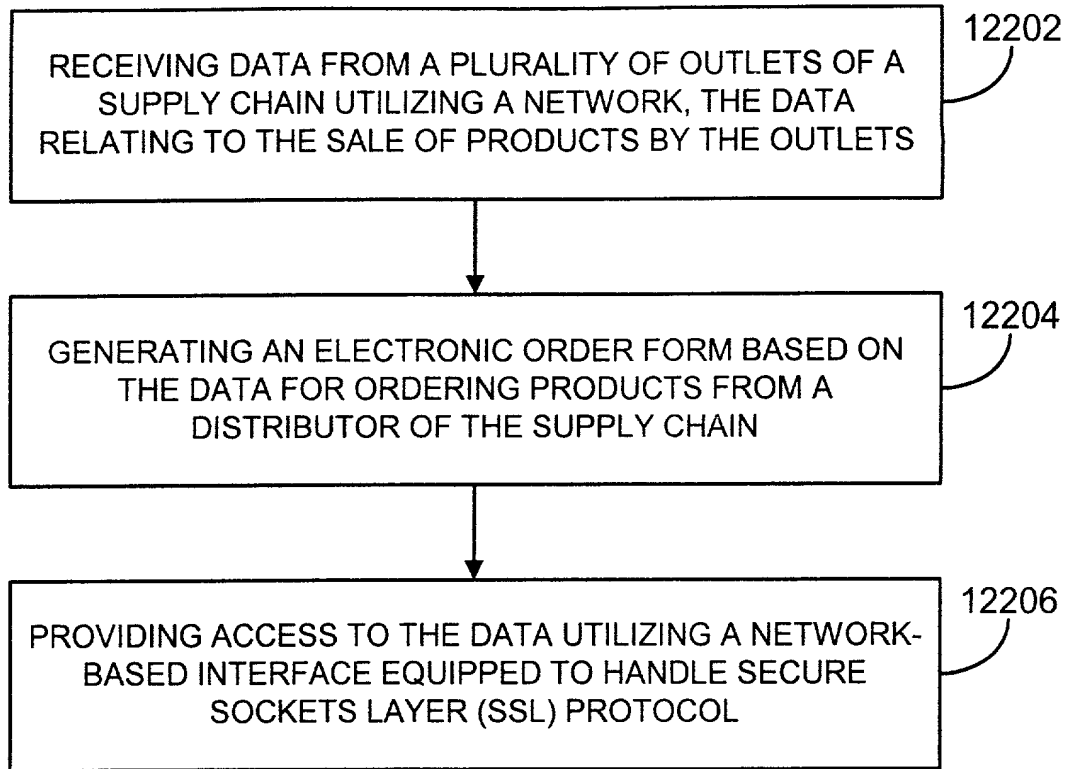 12202
RECEIVING DATA FROM A PLURALITY OF OUTLETS OF A
SUPPLY CHAIN UTILIZING A NETWORK, THE DATA
RELATING TO THE SALE OF PRODUCTS BY THE OUTLETS
12204
GENERATING AN ELECTRONIC ORDER FORM BASED ON
THE DATA FOR ORDERING PRODUCTS FROM A
DISTRIBUTOR OF THE SUPPLY CHAIN
12206
PROVIDING ACCESS TO THE DATA UTILIZING A NETWORK-
BASED INTERFACE EQUIPPED TO HANDLE SECURE
SOCKETS LAYER (SSL) PROTOCOL